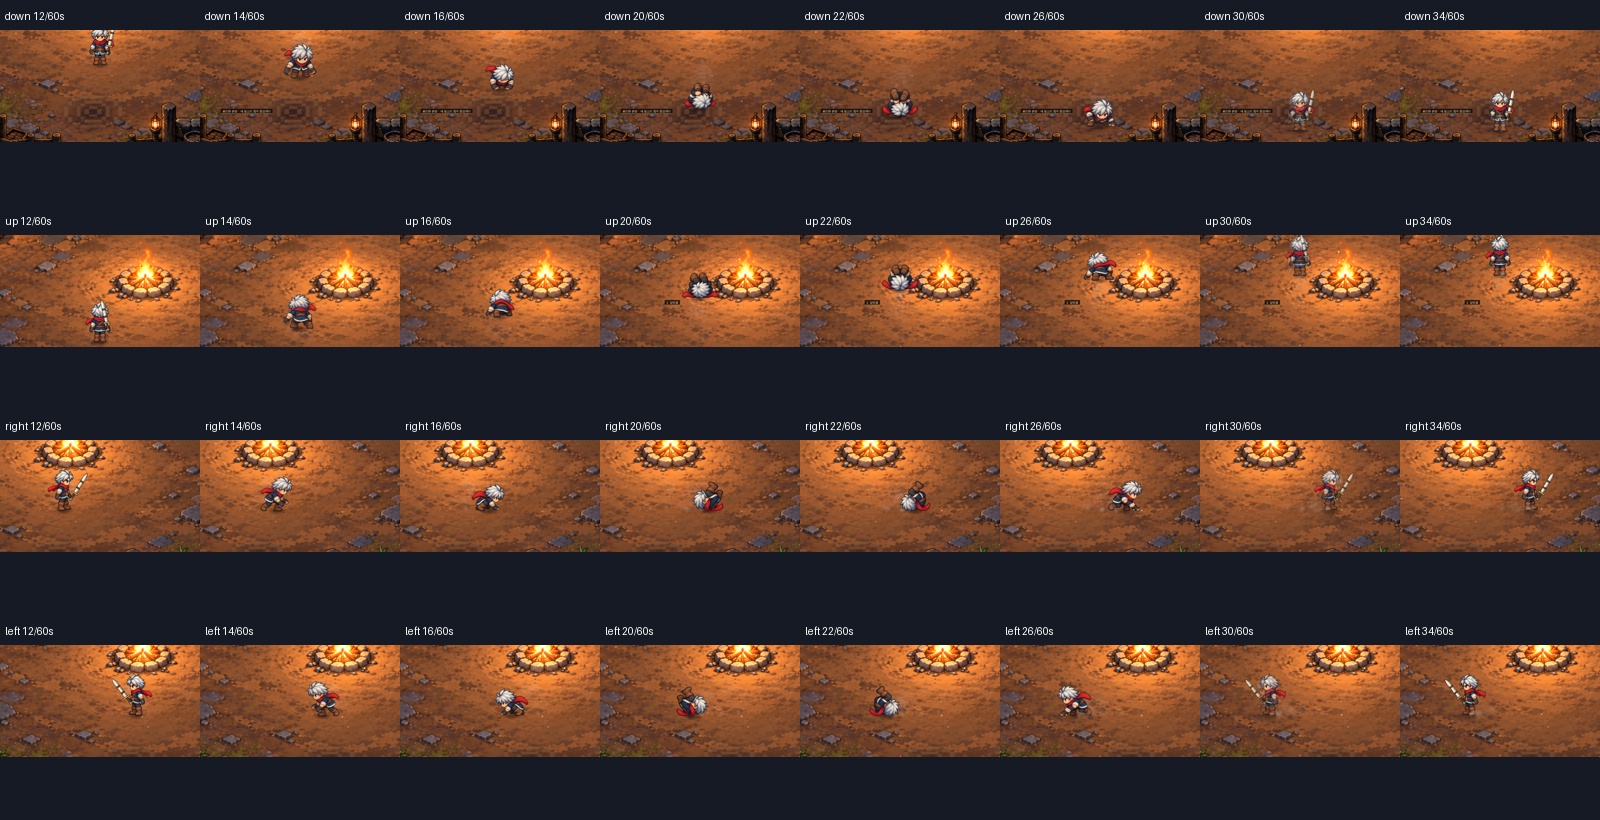 down 12/60s
down 14/60s
down 16/60s
down 20/60s
down 22/60s
down 26/60s
down 30/60s
down 34/60s
up 12/60s
up 14/60s
up 16/60s
up 20/60s
up 22/60s
up 26/60s
up 30/60s
up 34/60s
right 12/60s
right 14/60s
right 16/60s
right 20/60s
right 22/60s
right 26/60s
right 30/60s
right 34/60s
left 12/60s
left 14/60s
left 16/60s
left 20/60s
left 22/60s
left 26/60s
left 30/60s
left 34/60s